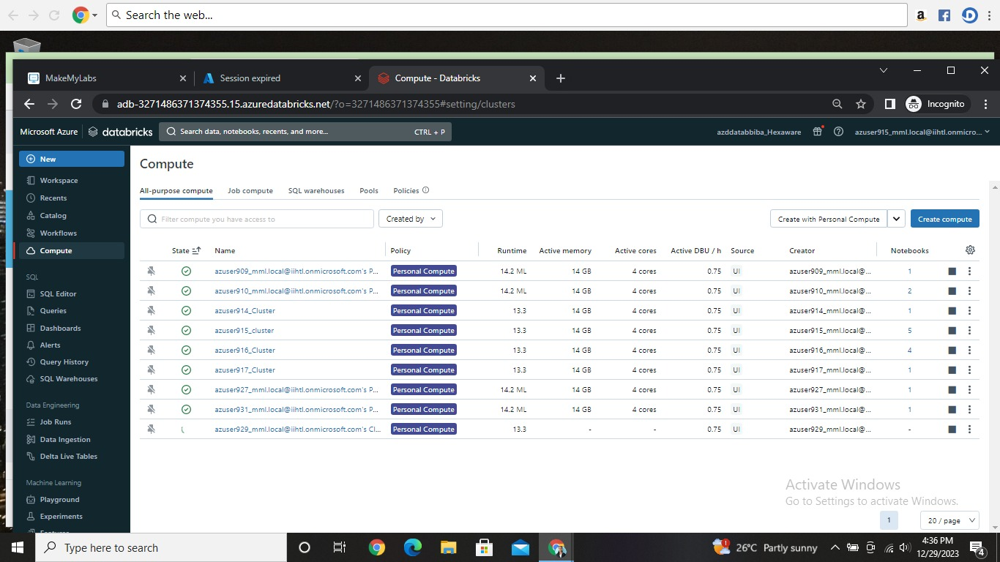 Search the web...
MakeMyLabs
Session expired
Compute - Databricks
adb-3271486371374355.15.azuredatabricks.net/?o=3271486371374355#setting/clusters
Incognito
Microsoft Azure databricks
Search data, notebooks, recents, and more... CTRL + P
azddatabbiba_Hexaware
azuser915_mml.local@iihtl.onmicro...
New
Workspace
Recents
Catalog
Workflows
Compute
SQL
SQL Editor
Queries
Dashboards
Alerts
Query History
SQL Warehouses
Data Engineering
Job Runs
Data Ingestion
Delta Live Tables
Machine Learning
Playground
Experiments
Features
Compute
All-purpose compute Job compute SQL warehouses Pools Policies
Filter compute you have access to Created by Create with Personal Compute Create compute
State Name Policy Runtime Active memory Active cores Active DBU / h Source Creator Notebooks
azuser909_mml.local@iihtl.onmicrosoft.com's P... Personal Compute 14.2 ML 14 GB 4 cores 0.75 UI azuser909_mml.local@... 1
azuser910_mml.local@iihtl.onmicrosoft.com's P... Personal Compute 14.2 ML 14 GB 4 cores 0.75 UI azuser910_mml.local@... 2
azuser914_Cluster Personal Compute 13.3 14 GB 4 cores 0.75 UI azuser914_mml.local@... 1
azuser915_cluster Personal Compute 13.3 14 GB 4 cores 0.75 UI azuser915_mml.local@... 5
azuser916_Cluster Personal Compute 13.3 14 GB 4 cores 0.75 UI azuser916_mml.local@... 4
azuser917_Cluster Personal Compute 13.3 14 GB 4 cores 0.75 UI azuser917_mml.local@... 1
azuser927_mml.local@iihtl.onmicrosoft.com's P... Personal Compute 14.2 ML 14 GB 4 cores 0.75 UI azuser927_mml.local@... 1
azuser931_mml.local@iihtl.onmicrosoft.com's P... Personal Compute 14.2 ML 14 GB 4 cores 0.75 UI azuser931_mml.local@... 1
azuser929_mml.local@iihtl.onmicrosoft.com's Cl... Personal Compute 13.3 - - 0.75 UI azuser929_mml.local@... -
Activate Windows
Go to Settings to activate Windows.
1 20 / page
Type here to search
26°C Partly sunny
4:36 PM
12/29/2023
4